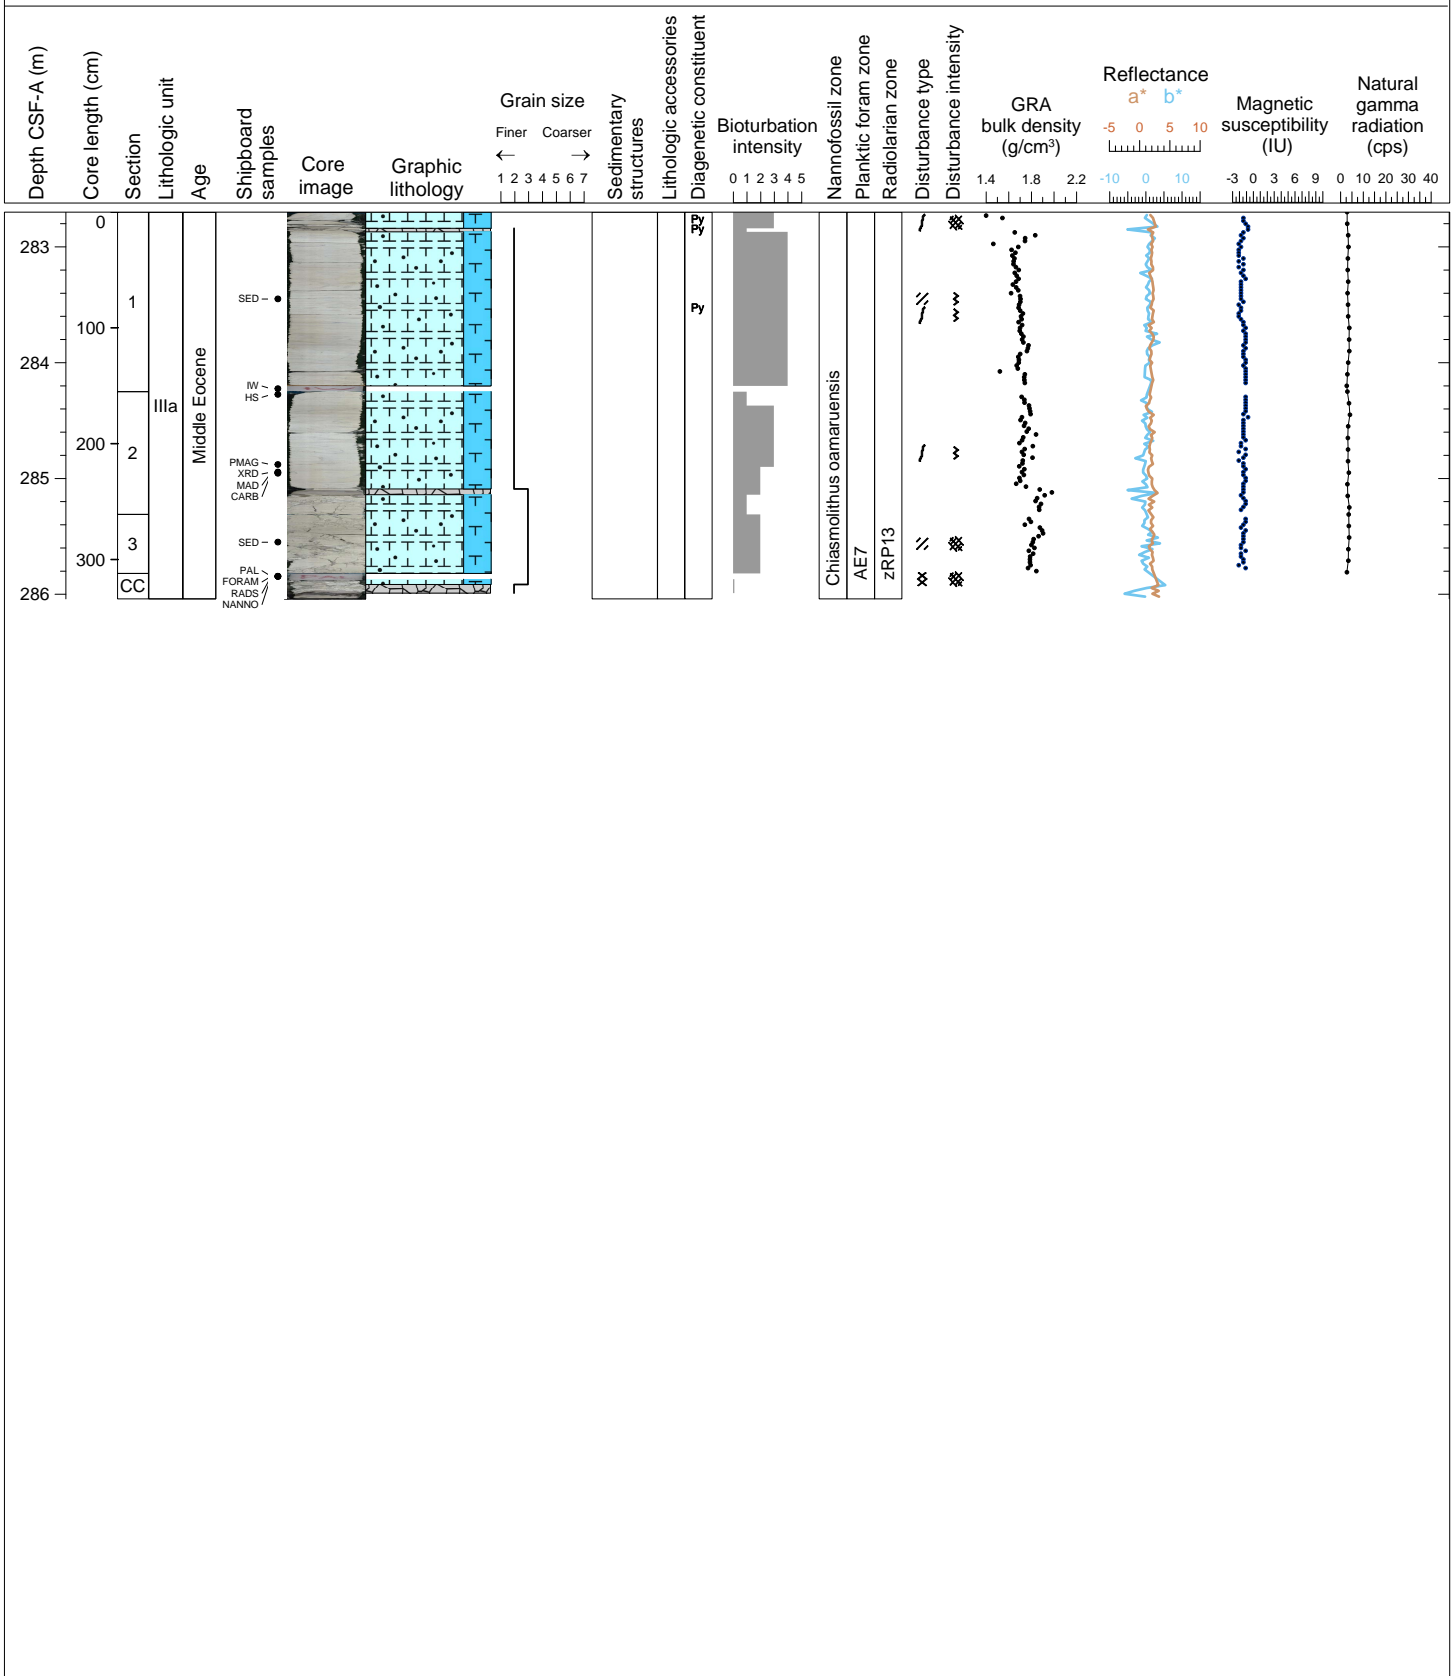 Depth CSF-A (m)
Core length (cm)
Section
Lithologic unit
Age
Shipboard
samples
Core
image
Graphic
lithology
Grain size
Finer Coarser
1 2 3 4 5 6 7
Sedimentary
structures
Lithologic accessories
Diagenetic constituent
Bioturbation
intensity
0 1 2 3 4 5
Nannofossil zone
Planktic foram zone
Radiolarian zone
Disturbance type
Disturbance intensity
GRA
bulk density
(g/cm³)
1.4 1.8 2.2
Reflectance
a* b*
-5 0 5 10
-10 0 10
Magnetic
susceptibility
(IU)
-3 0 3 6 9
Natural
gamma
radiation
(cps)
0 10 20 30 40
283
284
285
286
0
100
200
300
1
2
3
CC
IIIa
Middle Eocene
SED
IW
HS
PMAG
XRD
MAD
CARB
SED
PAL
FORAM
RADS
NANNO
Py
Py
Py
Chiasmolithus oamaruensis
AE7
zRP13